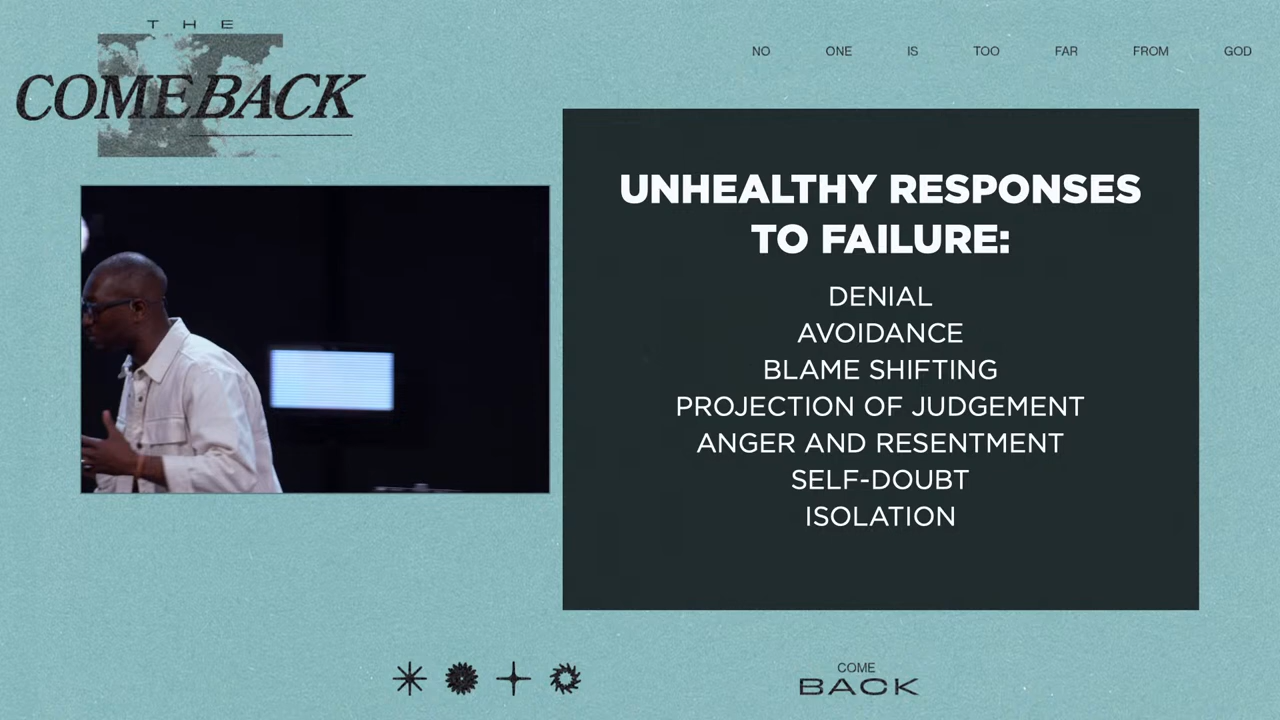 THE
COMEBACK
NO ONE IS TOO FAR FROM GOD
UNHEALTHY RESPONSES
TO FAILURE:
DENIAL
AVOIDANCE
BLAME SHIFTING
PROJECTION OF JUDGEMENT
ANGER AND RESENTMENT
SELF-DOUBT
ISOLATION
COME
BACK